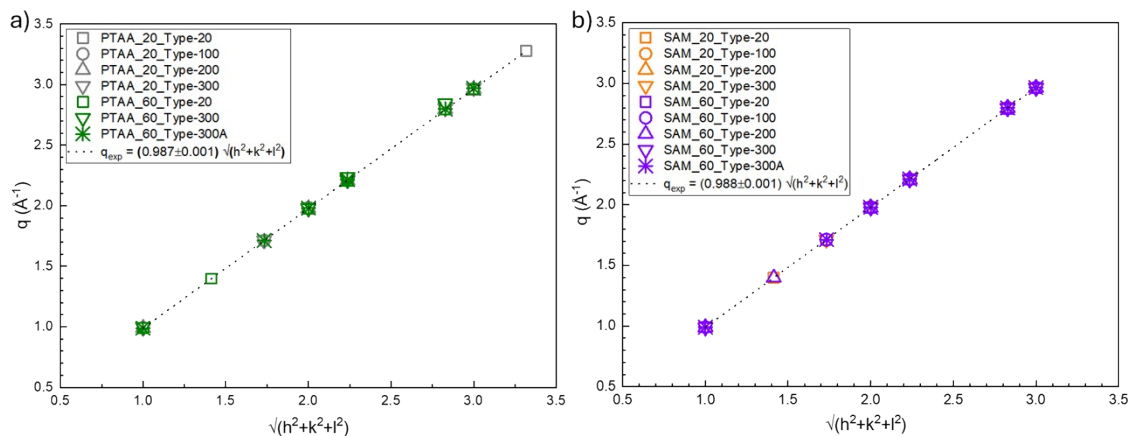 a)
3.5
3.0
2.5
2.0
1.5
1.0
0.5
q (Å⁻¹)
PTAA_20_Type-20
PTAA_20_Type-100
PTAA_20_Type-200
PTAA_20_Type-300
PTAA_60_Type-20
PTAA_60_Type-300
PTAA_60_Type-300A
qexp = (0.987±0.001) √(h²+k²+l²)
0.5 1.0 1.5 2.0 2.5 3.0 3.5
√(h²+k²+l²)
b)
3.5
3.0
2.5
2.0
1.5
1.0
0.5
q (Å⁻¹)
SAM_20_Type-20
SAM_20_Type-100
SAM_20_Type-200
SAM_20_Type-300
SAM_60_Type-20
SAM_60_Type-100
SAM_60_Type-200
SAM_60_Type-300
SAM_60_Type-300A
qexp = (0.988±0.001) √(h²+k²+l²)
0.5 1.0 1.5 2.0 2.5 3.0 3.5
√(h²+k²+l²)